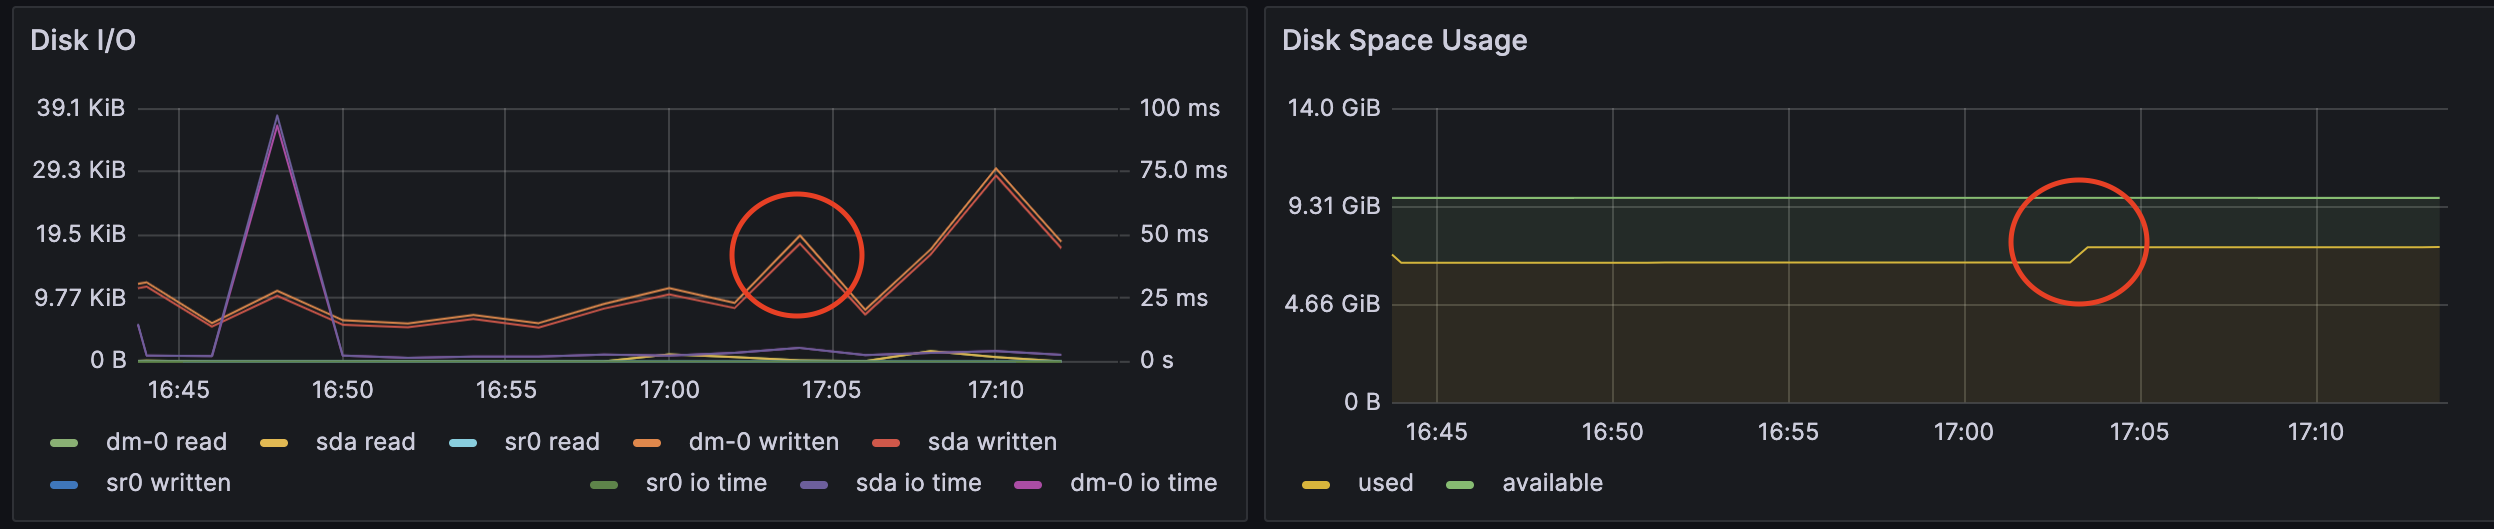 Disk I/O
39.1 KiB
29.3 KiB
19.5 KiB
9.77 KiB
0 B
100 ms
75.0 ms
50 ms
25 ms
0 s
16:45 16:50 16:55 17:00 17:05 17:10
dm-0 read sda read sr0 read dm-0 written sda written
sr0 written sr0 io time sda io time dm-0 io time
Disk Space Usage
14.0 GiB
9.31 GiB
4.66 GiB
0 B
16:45 16:50 16:55 17:00 17:05 17:10
used available